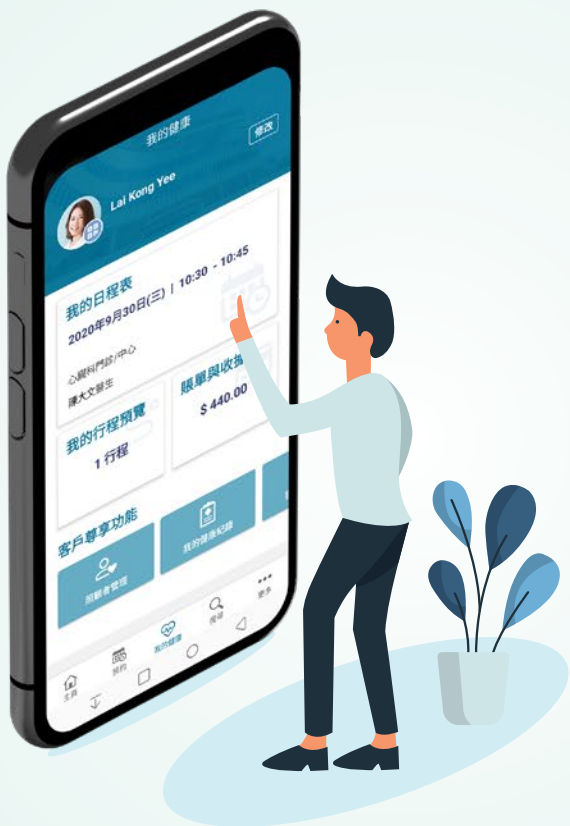 我的健康
修改
Lai Kong Yee
我的日程表
2020年9月30日(三) | 10:30 - 10:45
心臟科門診/中心
陳大文醫生
我的行程預覽
1 行程
賬單與收據
$ 440.00
客戶尊享功能
照顧者管理
我的健康紀錄
主頁
預約
我的健康
搜尋
更多